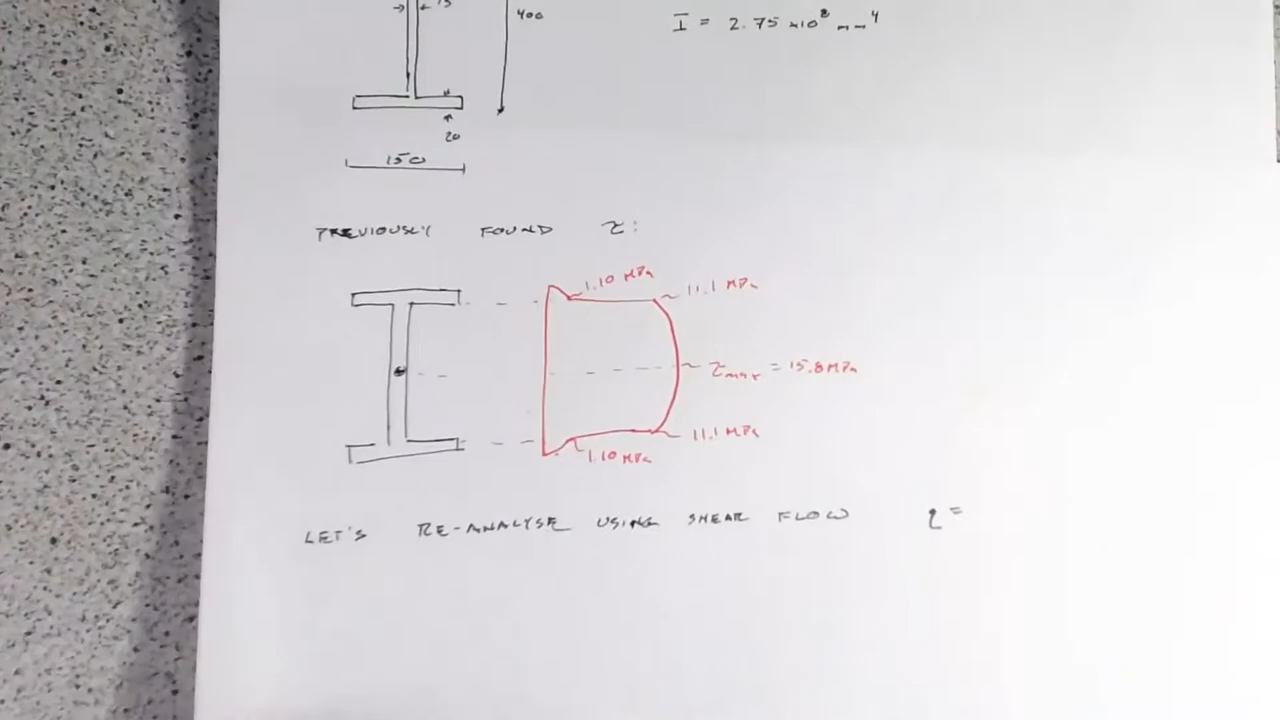 15
400
I = 2.75 x10⁸ mm⁴
20
150
PREVIOUSLY FOUND τ:
1.10 MPa
11.1 MPa
τmax = 15.8 MPa
11.1 MPa
1.10 MPa
LET'S RE-ANALYSE USING SHEAR FLOW q =